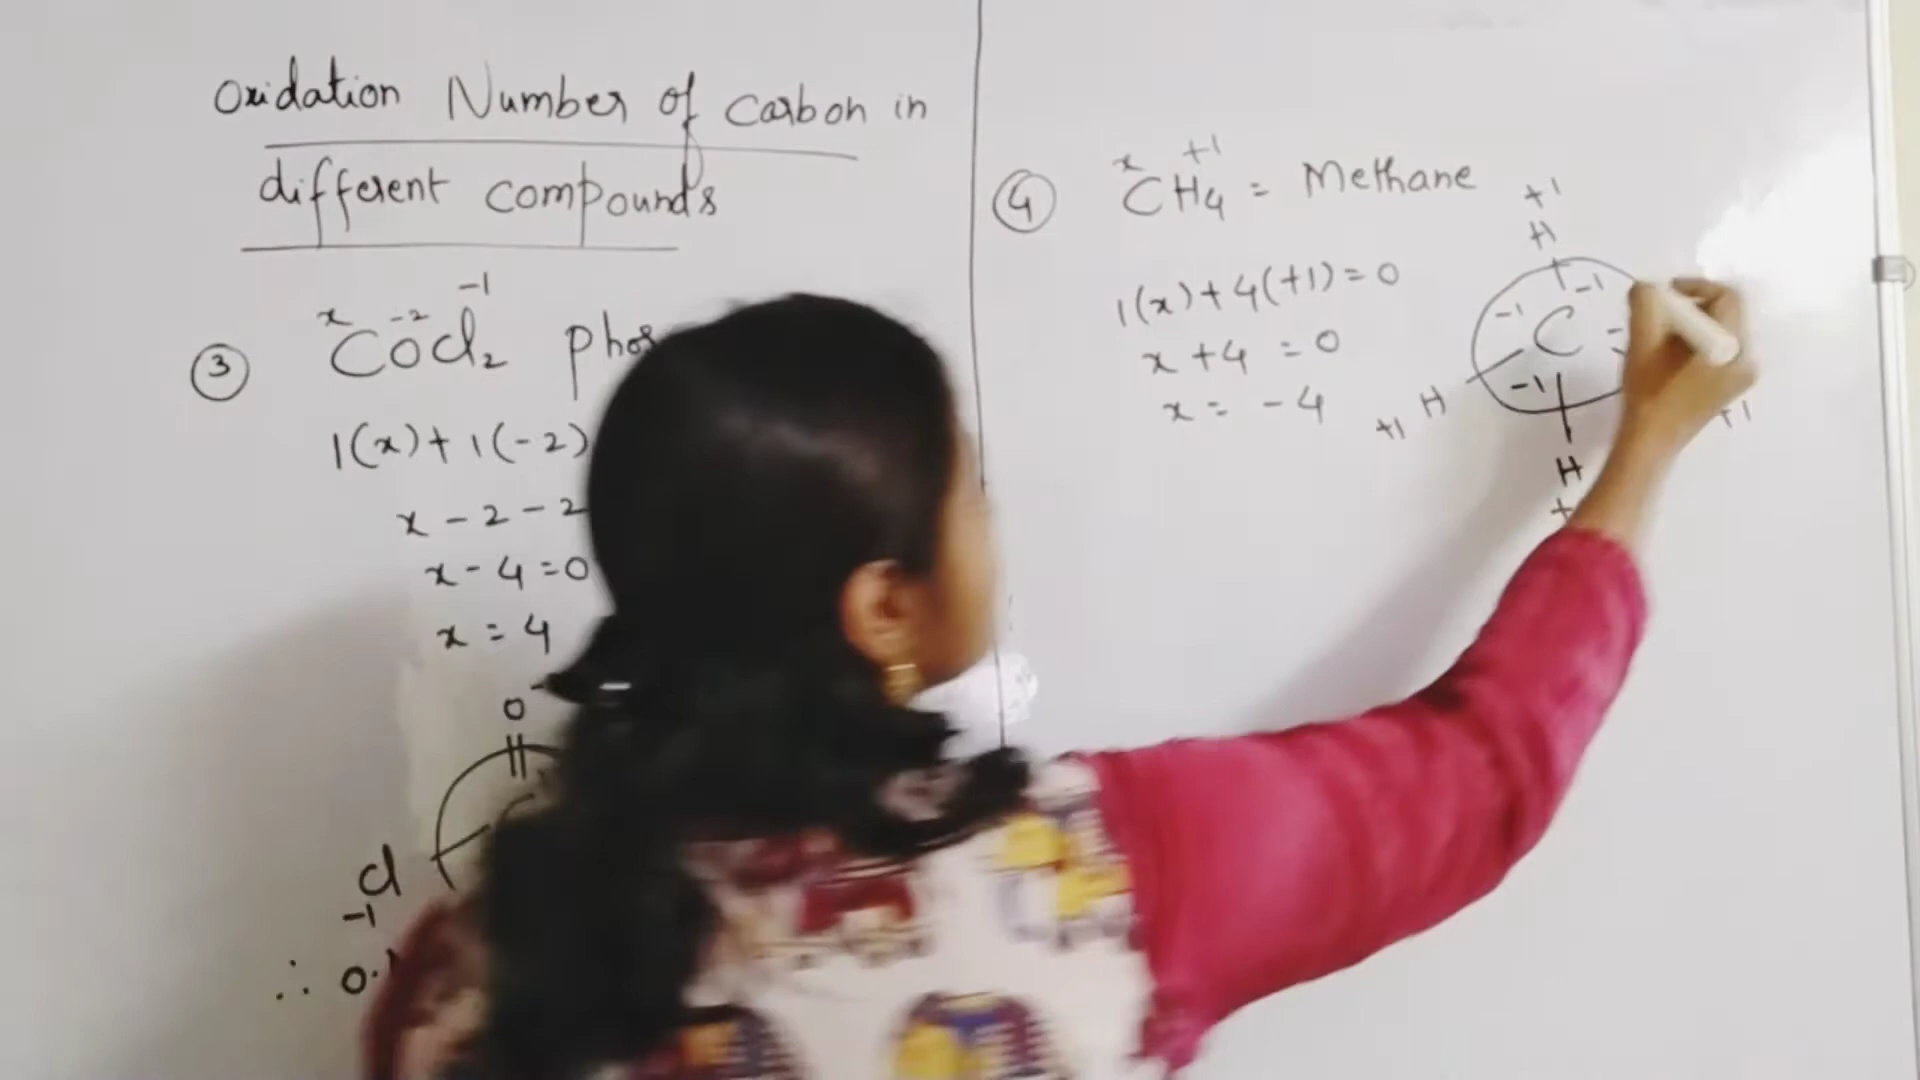 Oxidation Number of carbon in
different compounds
x -2 -1
③ COCl₂
1(x)+1(-2)
x-2-2
x-4=0
x=4
O
Cl
-1
∴ O.
x +1
④ CH₄ = Methane
1(x)+4(+1)=0
x+4=0
x=-4
+1
H
-1 -1
C
-1
+1 H
+1
H